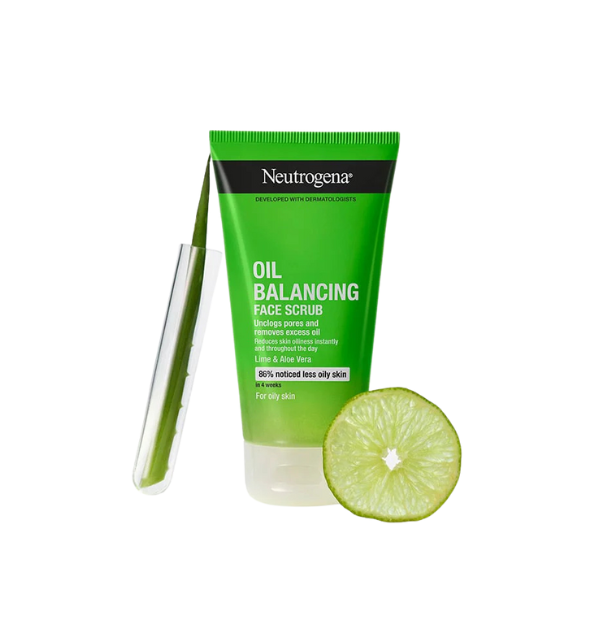 Neutrogena®
DEVELOPED WITH DERMATOLOGISTS
OIL
BALANCING
FACE SCRUB
Unclogs pores and
removes excess oil
Reduces skin oiliness instantly
and throughout the day
Lime & Aloe Vera
86% noticed less oily skin
in 4 weeks
For oily skin